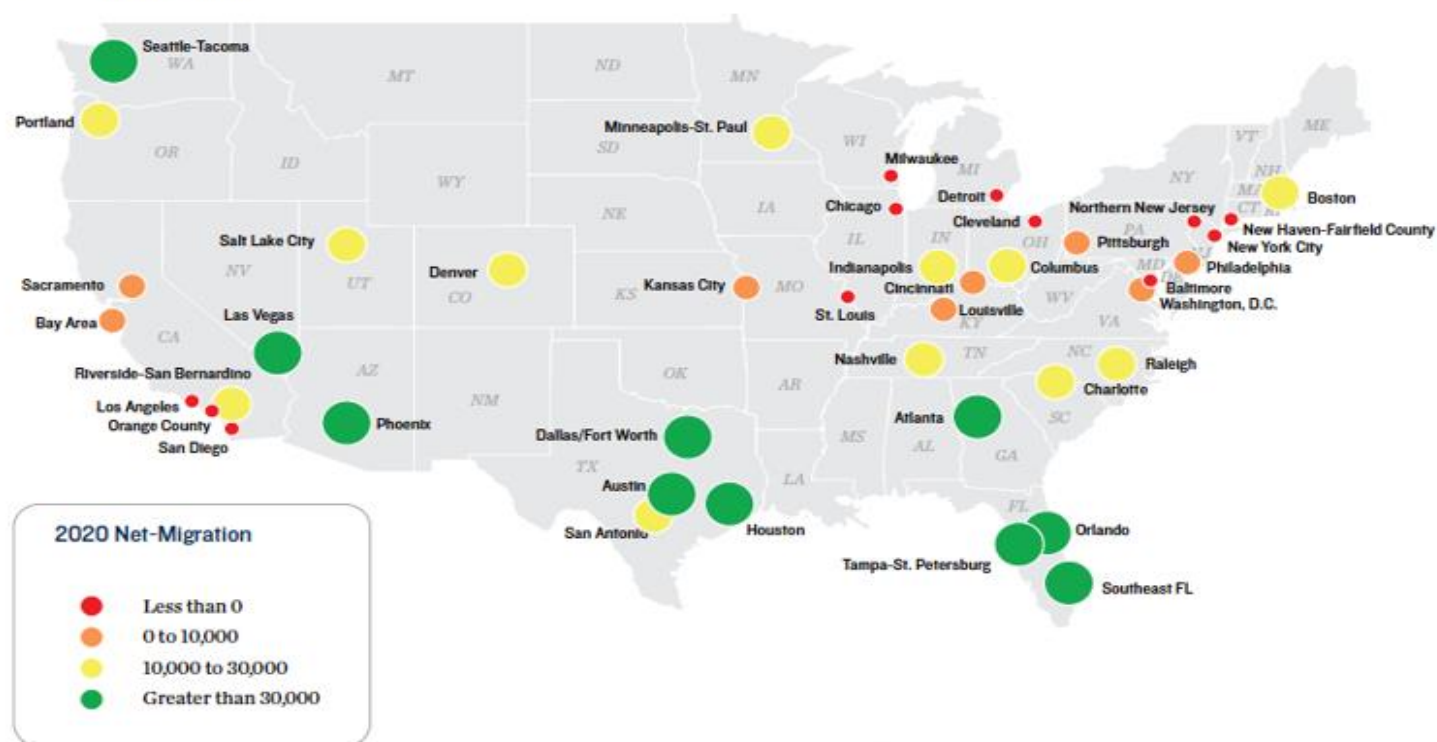 Seattle-Tacoma
WA
MT
ND
MN
ME
Portland
Minneapolis-St. Paul
SD
WI
VT
OR
ID
Milwaukee
MI
NY
NH
MA
WY
Detroit
Boston
Chicago
IA
Cleveland
Northern New Jersey
CT
RI
NE
New Haven-Fairfield County
Salt Lake City
IL
IN
OH
PA
Pittsburgh
New York City
NJ
NV
Denver
Indianapolis
Columbus
MD
Philadelphia
Sacramento
UT
CO
KS
Kansas City
MO
Cincinnati
DE
Baltimore
Bay Area
Las Vegas
St. Louis
Louisville
WV
Washington, D.C.
CA
KY
VA
Nashville
TN
NC
Raleigh
Riverside-San Bernardino
AZ
OK
AR
Charlotte
Los Angeles
NM
Orange County
Phoenix
Atlanta
SC
San Diego
Dallas/Fort Worth
MS
AL
GA
TX
LA
Austin
FL
San Antonio
Houston
Orlando
Tampa-St. Petersburg
Southeast FL
2020 Net-Migration
Less than 0
0 to 10,000
10,000 to 30,000
Greater than 30,000